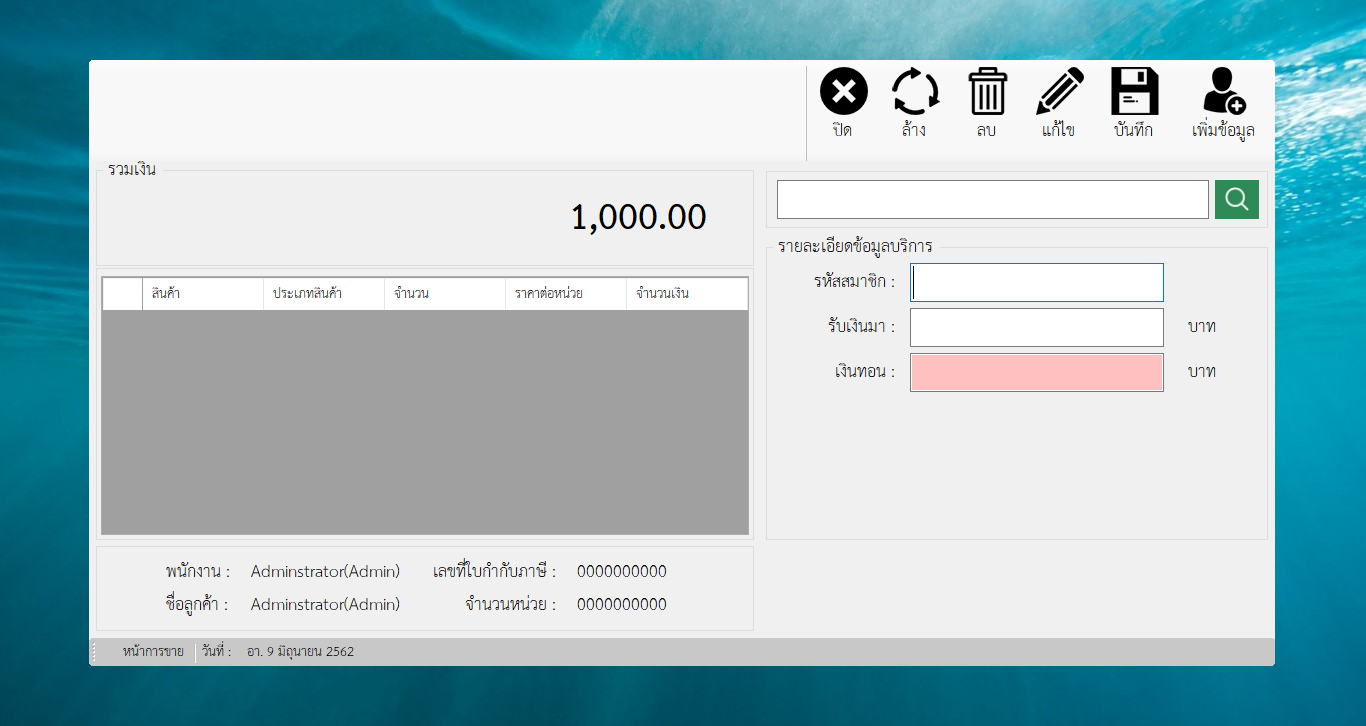 ปิด ล้าง ลบ แก้ไข บันทึก เพิ่มข้อมูล
รวมเงิน
1,000.00
สินค้า ประเภทสินค้า จำนวน ราคาต่อหน่วย จำนวนเงิน
รายละเอียดข้อมูลบริการ
รหัสสมาชิก :
รับเงินมา : บาท
เงินทอน : บาท
พนักงาน : Adminstrator(Admin) เลขที่ใบกำกับภาษี : 0000000000
ชื่อลูกค้า : Adminstrator(Admin) จำนวนหน่วย : 0000000000
หน้าการขาย วันที่ : อา. 9 มิถุนายน 2562